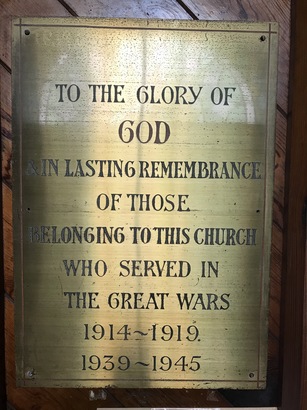 TO THE GLORY OF
GOD
& IN LASTING REMEMBRANCE
OF THOSE
BELONGING TO THIS CHURCH
WHO SERVED IN
THE GREAT WARS
1914~1919.
1939~1945